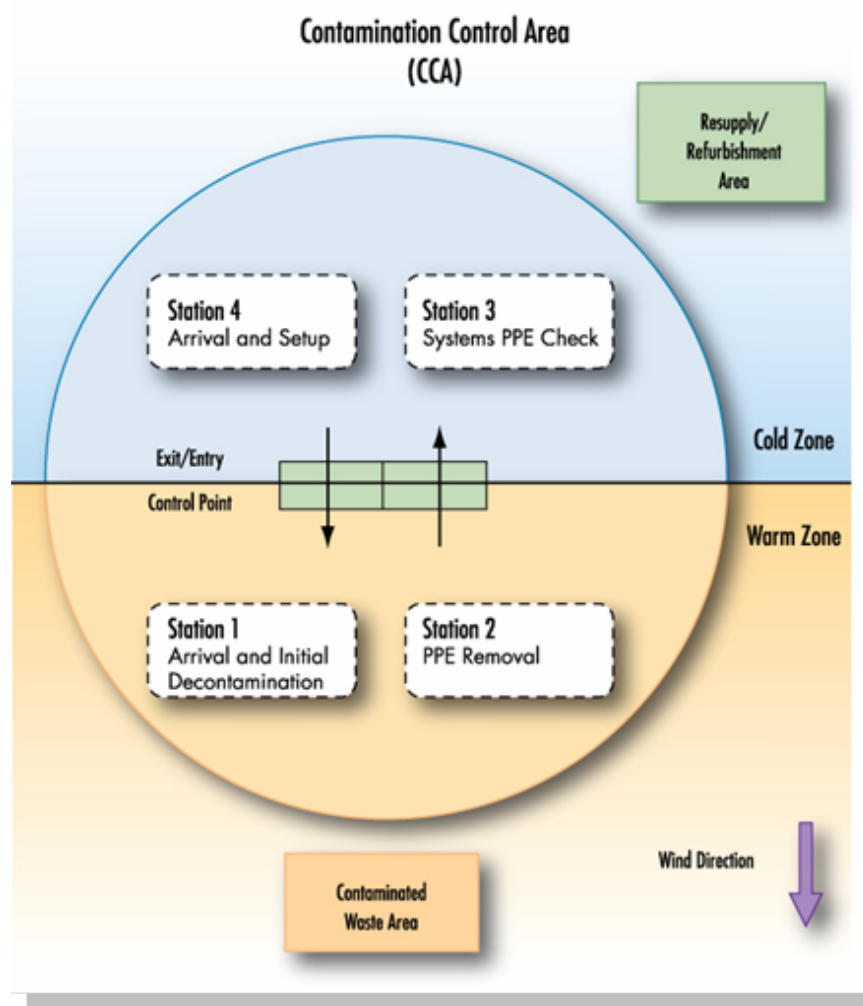 Contamination Control Area
(CCA)
Resupply/
Refurbishment
Area
Station 4
Arrival and Setup
Station 3
Systems PPE Check
Exit/Entry
Cold Zone
Control Point
Warm Zone
Station 1
Arrival and Initial
Decontamination
Station 2
PPE Removal
Wind Direction
Contaminated
Waste Area